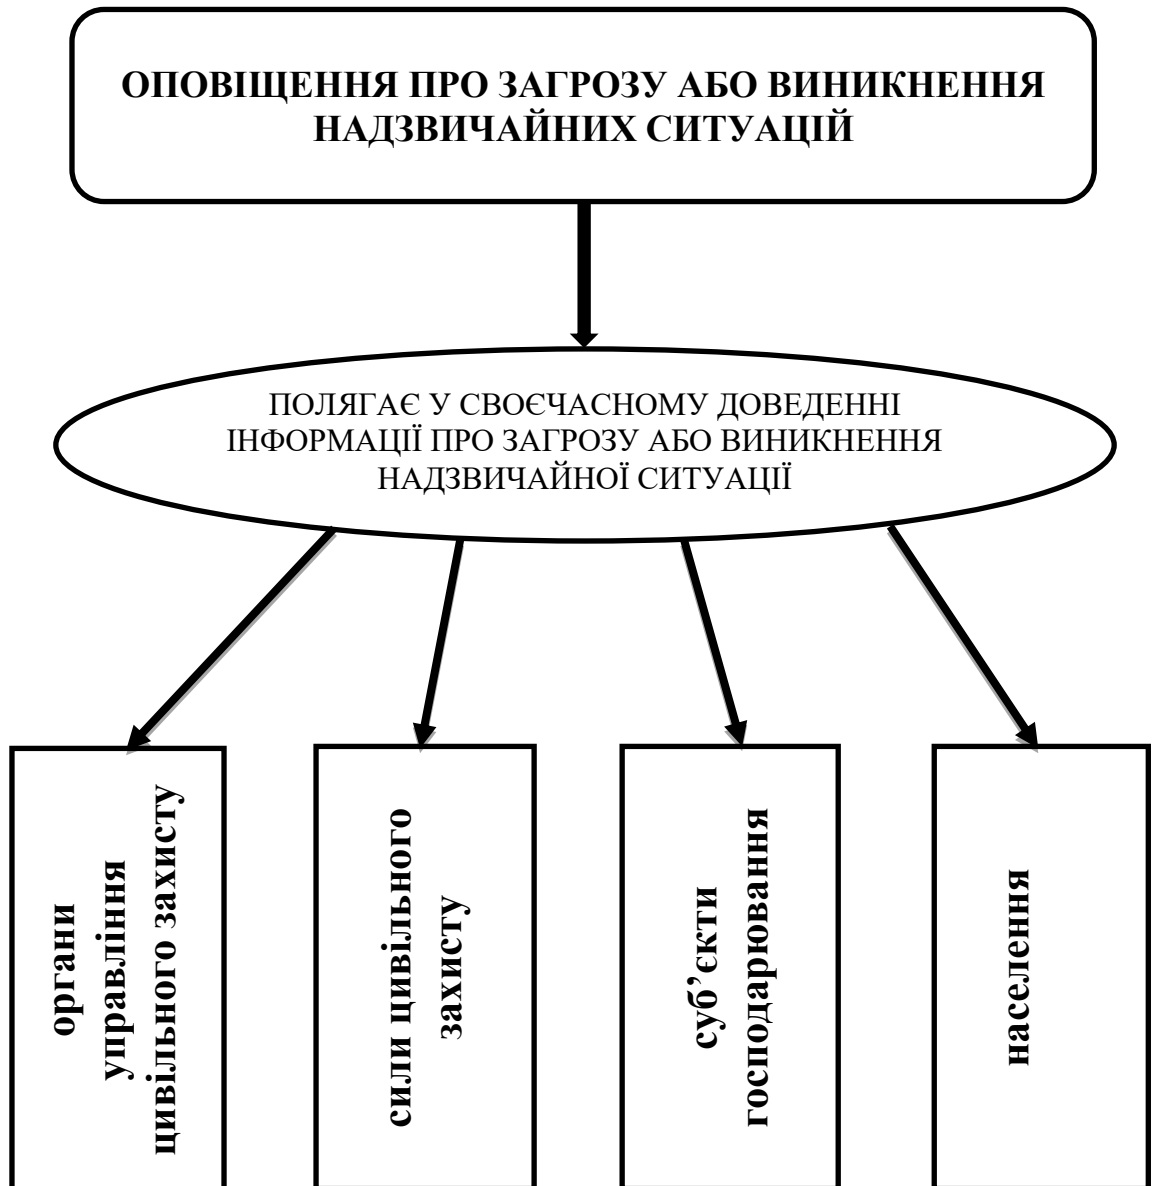 ОПОВІЩЕННЯ ПРО ЗАГРОЗУ АБО ВИНИКНЕННЯ
НАДЗВИЧАЙНИХ СИТУАЦІЙ
ПОЛЯГАЄ У СВОЄЧАСНОМУ ДОВЕДЕННІ
ІНФОРМАЦІЇ ПРО ЗАГРОЗУ АБО ВИНИКНЕННЯ
НАДЗВИЧАЙНОЇ СИТУАЦІЇ
органи
управління
цивільного захисту
сили цивільного
захисту
суб’єкти
господарювання
населення